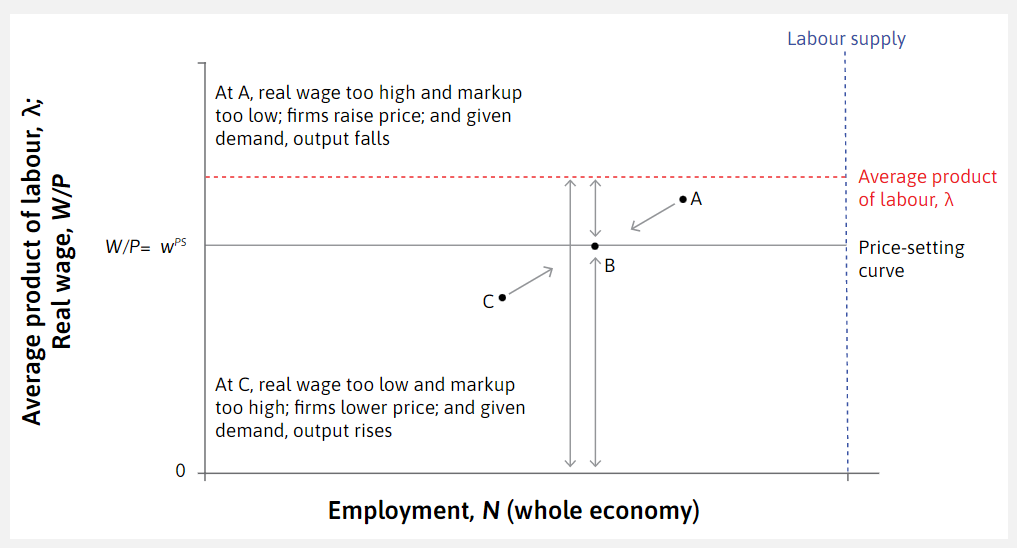 Labour supply
At A, real wage too high and markup
too low; firms raise price; and given
demand, output falls
Average product of labour, λ;
Real wage, W/P
Average product
of labour, λ
A
W/P= wᴾˢ
Price-setting
curve
B
C
At C, real wage too low and markup
too high; firms lower price; and given
demand, output rises
0
Employment, N (whole economy)